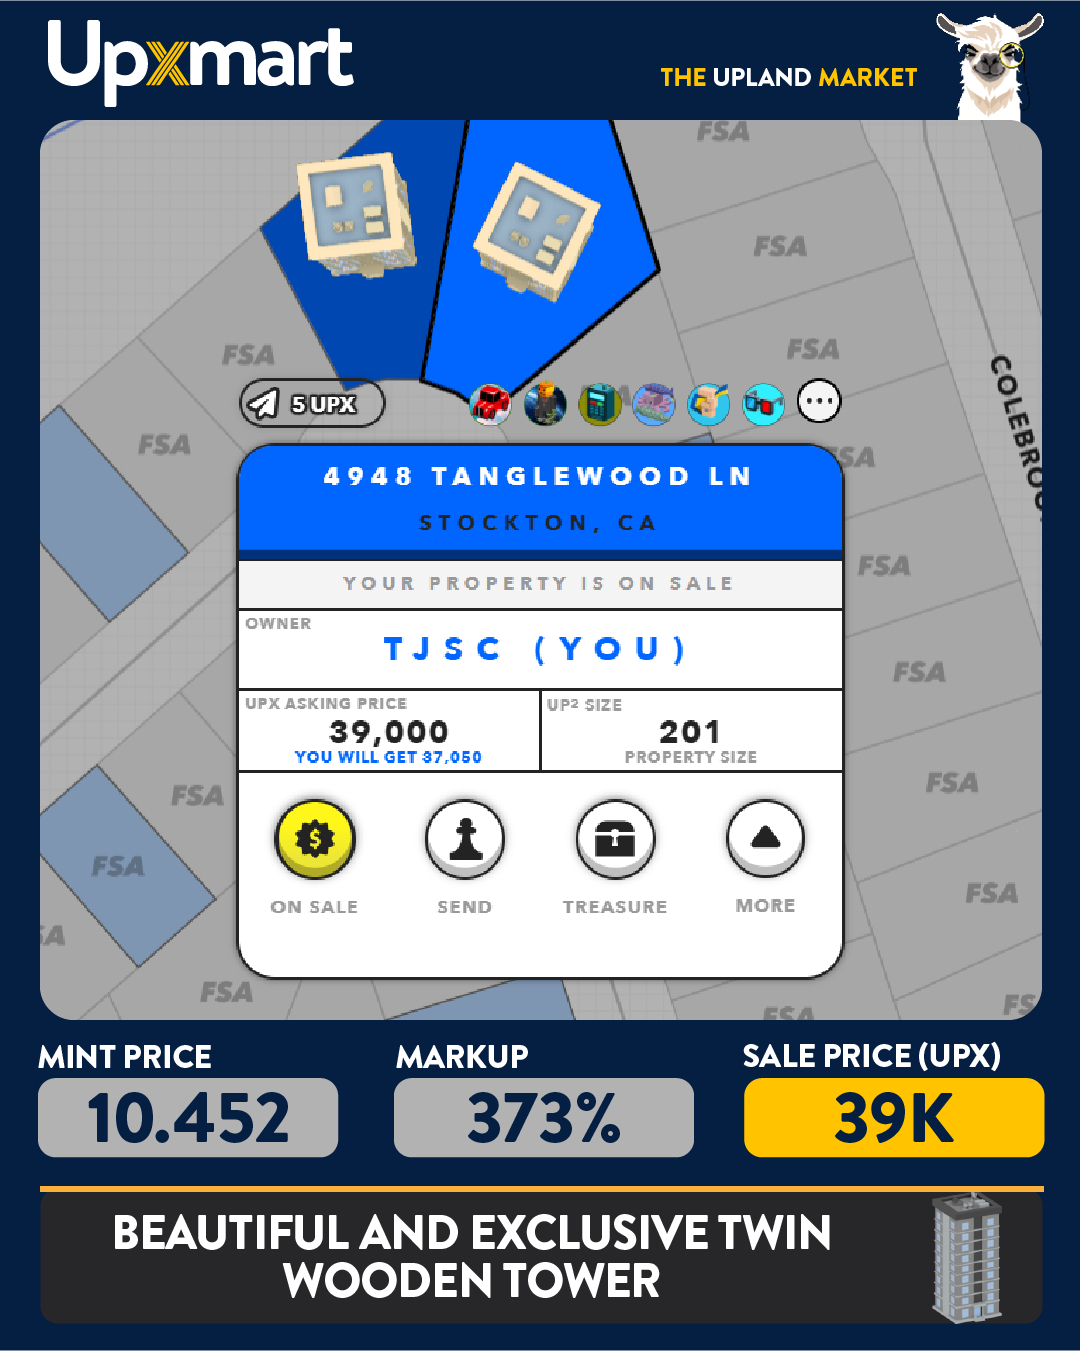 Upxmart
THE UPLAND MARKET
FSA
FSA
FSA
FSA
FSA
5 UPX
COLEBROO
4948 TANGLEWOOD LN
STOCKTON, CA
YOUR PROPERTY IS ON SALE
OWNER
TJSC (YOU)
UPX ASKING PRICE
39,000
YOU WILL GET 37,050
UP² SIZE
201
PROPERTY SIZE
ON SALE
SEND
TREASURE
MORE
FSA
FSA
FSA
FSA
FSA
FSA
FSA
FSA
FSA
FSA
FS
MINT PRICE
10.452
MARKUP
373%
SALE PRICE (UPX)
39K
BEAUTIFUL AND EXCLUSIVE TWIN
WOODEN TOWER